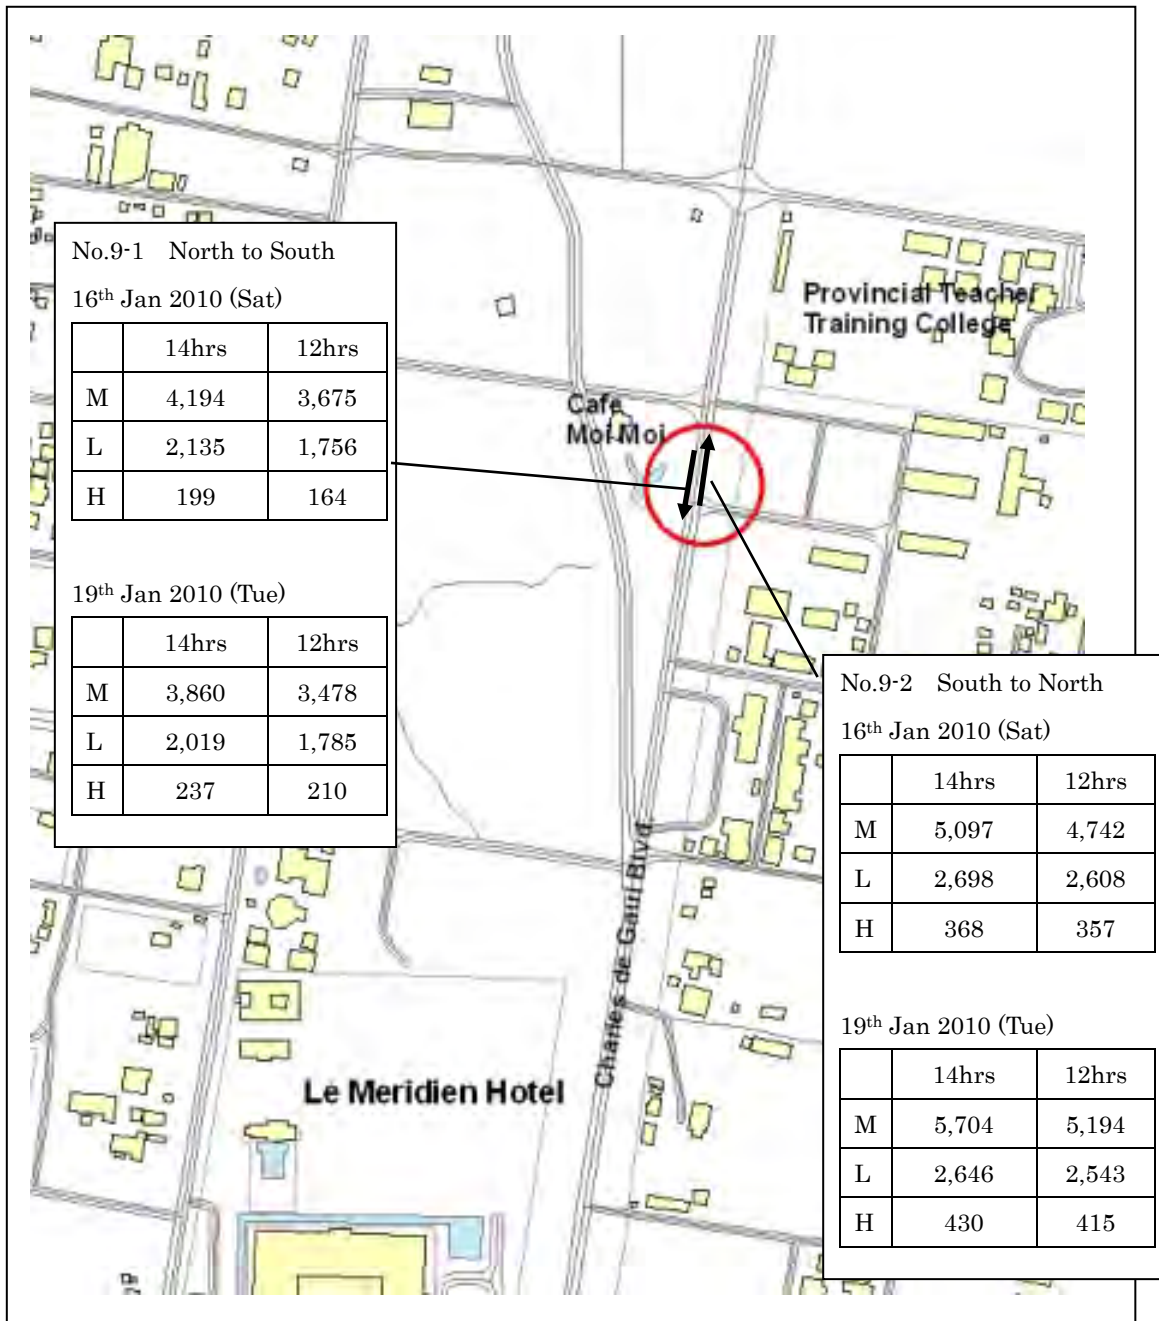 Provincial Teacher
Training College
Cafe
Moi Moi
No.9-1 North to South
16th Jan 2010 (Sat)
14hrs 12hrs
M 4,194 3,675
L 2,135 1,756
H 199 164
19th Jan 2010 (Tue)
14hrs 12hrs
M 3,860 3,478
L 2,019 1,785
H 237 210
No.9-2 South to North
16th Jan 2010 (Sat)
14hrs 12hrs
M 5,097 4,742
L 2,698 2,608
H 368 357
19th Jan 2010 (Tue)
14hrs 12hrs
M 5,704 5,194
L 2,646 2,543
H 430 415
Charles de Gaul Blvd.
Le Meridien Hotel